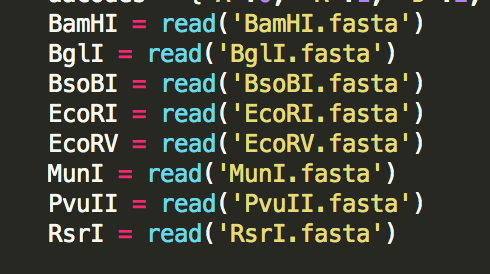 BamHI = read('BamHI.fasta')
BglI = read('BglI.fasta')
BsoBI = read('BsoBI.fasta')
EcoRI = read('EcoRI.fasta')
EcoRV = read('EcoRV.fasta')
MunI = read('MunI.fasta')
PvuII = read('PvuII.fasta')
RsrI = read('RsrI.fasta')